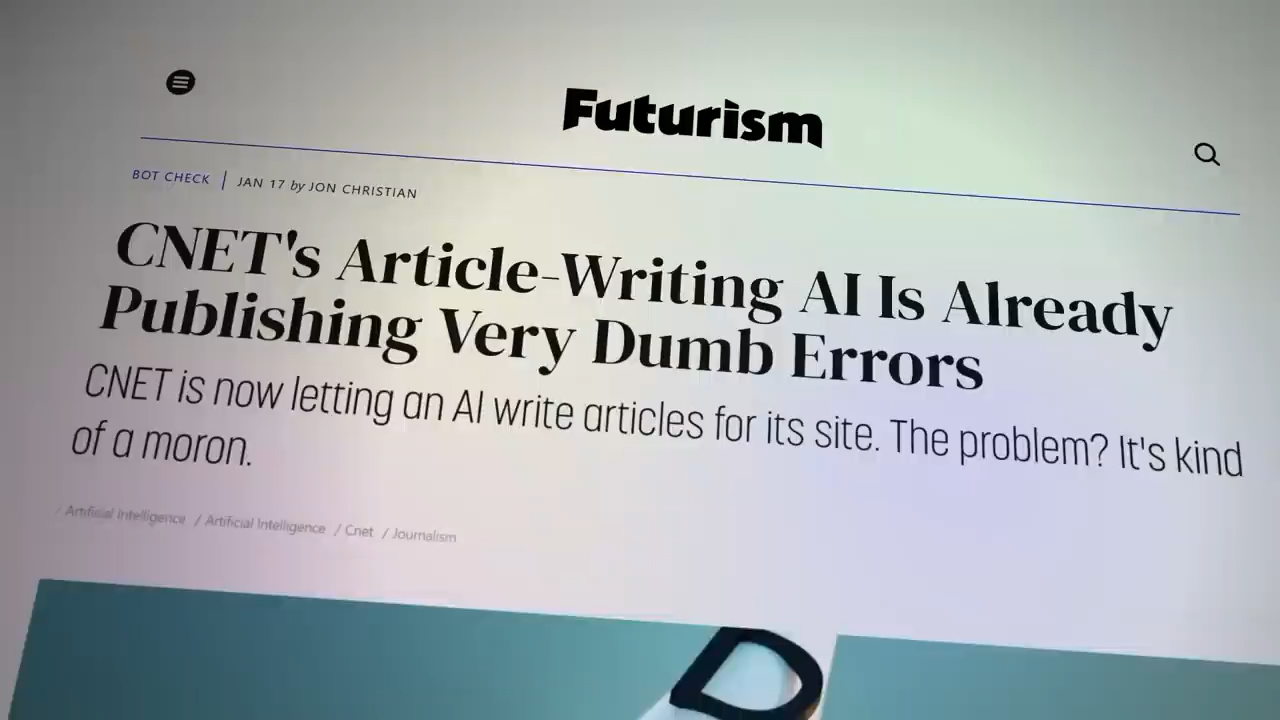 Futurism
BOT CHECK | JAN 17 by JON CHRISTIAN
CNET's Article-Writing AI Is Already
Publishing Very Dumb Errors
CNET is now letting an AI write articles for its site. The problem? It's kind
of a moron.
/ Artificial Intelligence / Artificial Intelligence / Cnet / Journalism
D